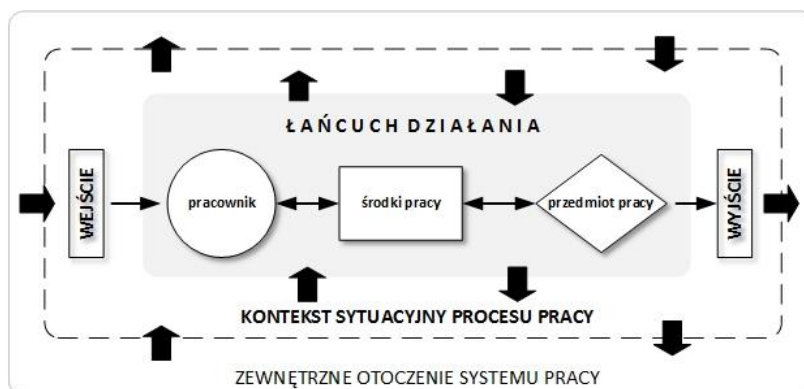 ŁAŃCUCH DZIAŁANIA
WEJŚCIE
pracownik
środki pracy
przedmiot pracy
WYJŚCIE
KONTEKST SYTUACYJNY PROCESU PRACY
ZEWNĘTRZNE OTOCZENIE SYSTEMU PRACY